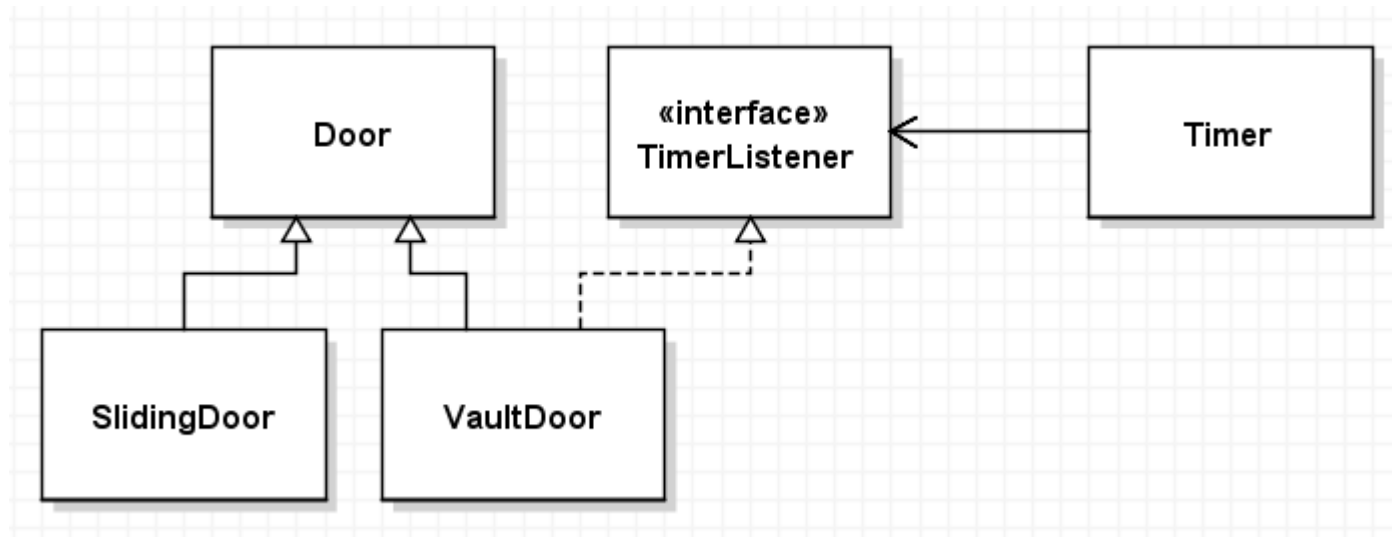 Door
«interface»
TimerListener
Timer
SlidingDoor
VaultDoor